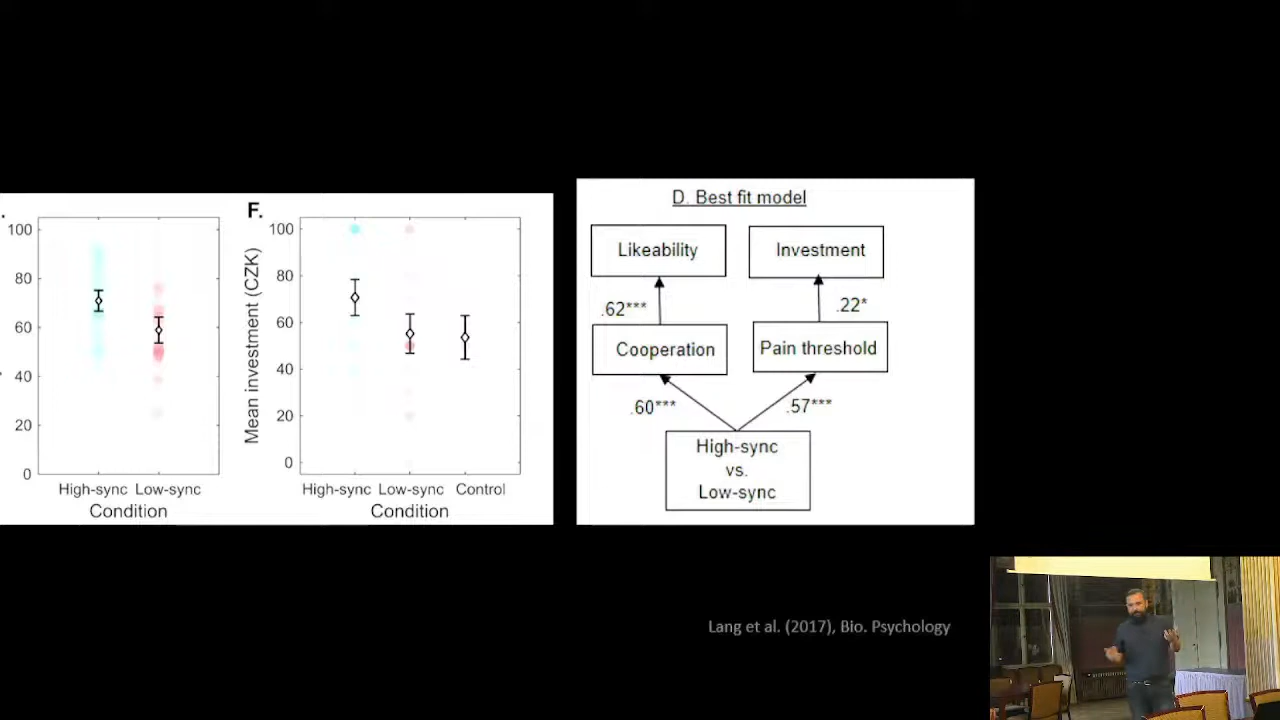 100
80
60
40
20
0
High-sync Low-sync
Condition
F.
Mean investment (CZK)
100
80
60
40
20
0
High-sync Low-sync Control
Condition
D. Best fit model
Likeability
Investment
.62***
.22*
Cooperation
Pain threshold
.60***
.57***
High-sync
vs.
Low-sync
Lang et al. (2017), Bio. Psychology